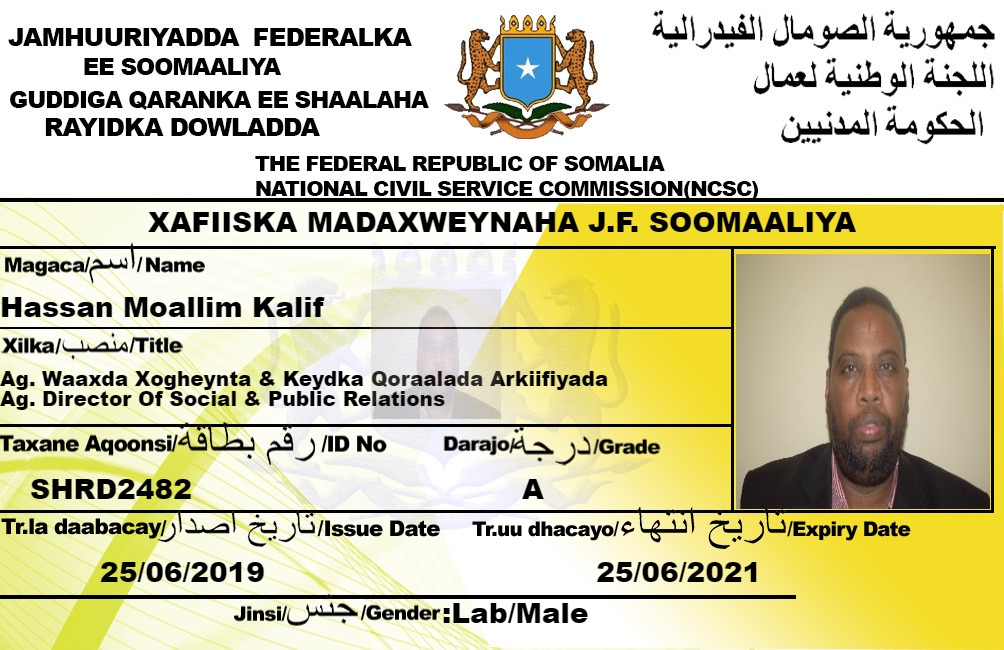 JAMHUURIYADDA FEDERALKA
EE SOOMAALIYA
GUDDIGA QARANKA EE SHAALAHA
RAYIDKA DOWLADDA
جمهورية الصومال الفيدرالية
اللجنة الوطنية لعمال
الحكومة المدنيين
THE FEDERAL REPUBLIC OF SOMALIA
NATIONAL CIVIL SERVICE COMMISSION(NCSC)
XAFIISKA MADAXWEYNAHA J.F. SOOMAALIYA
Magaca/اسم/Name
Hassan Moallim Kalif
Xilka/منصب/Title
Ag. Waaxda Xogheynta & Keydka Qoraalada Arkiifiyada
Ag. Director Of Social & Public Relations
Taxane Aqoonsi/رقم بطاقة/ID No
Darajo/درجة/Grade
SHRD2482
A
Tr.la daabacay/تاريخ اصدار/Issue Date
Tr.uu dhacayo/تاريخ انتهاء/Expiry Date
25/06/2019
25/06/2021
Jinsi/جنس/Gender:Lab/Male